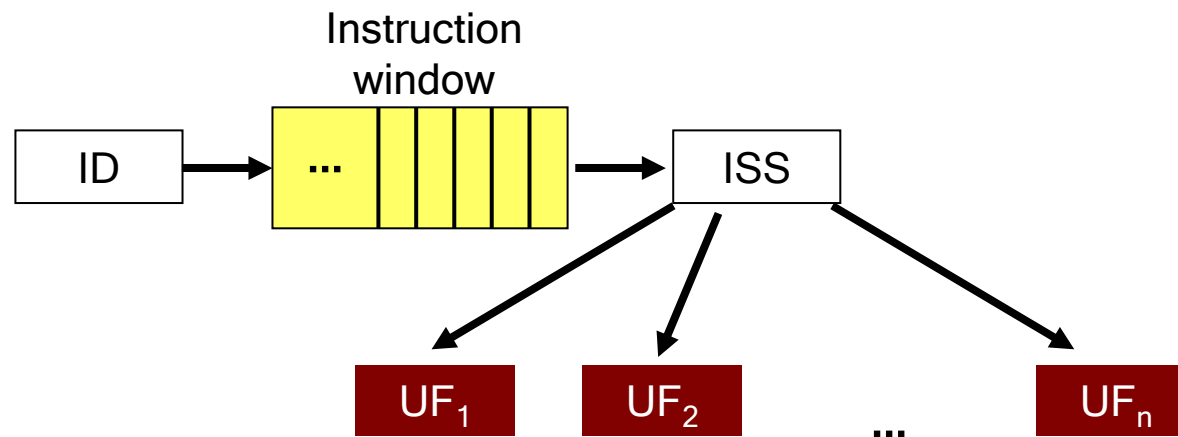 Instruction
window
ID
...
ISS
UF₁
UF₂
...
UFₙ